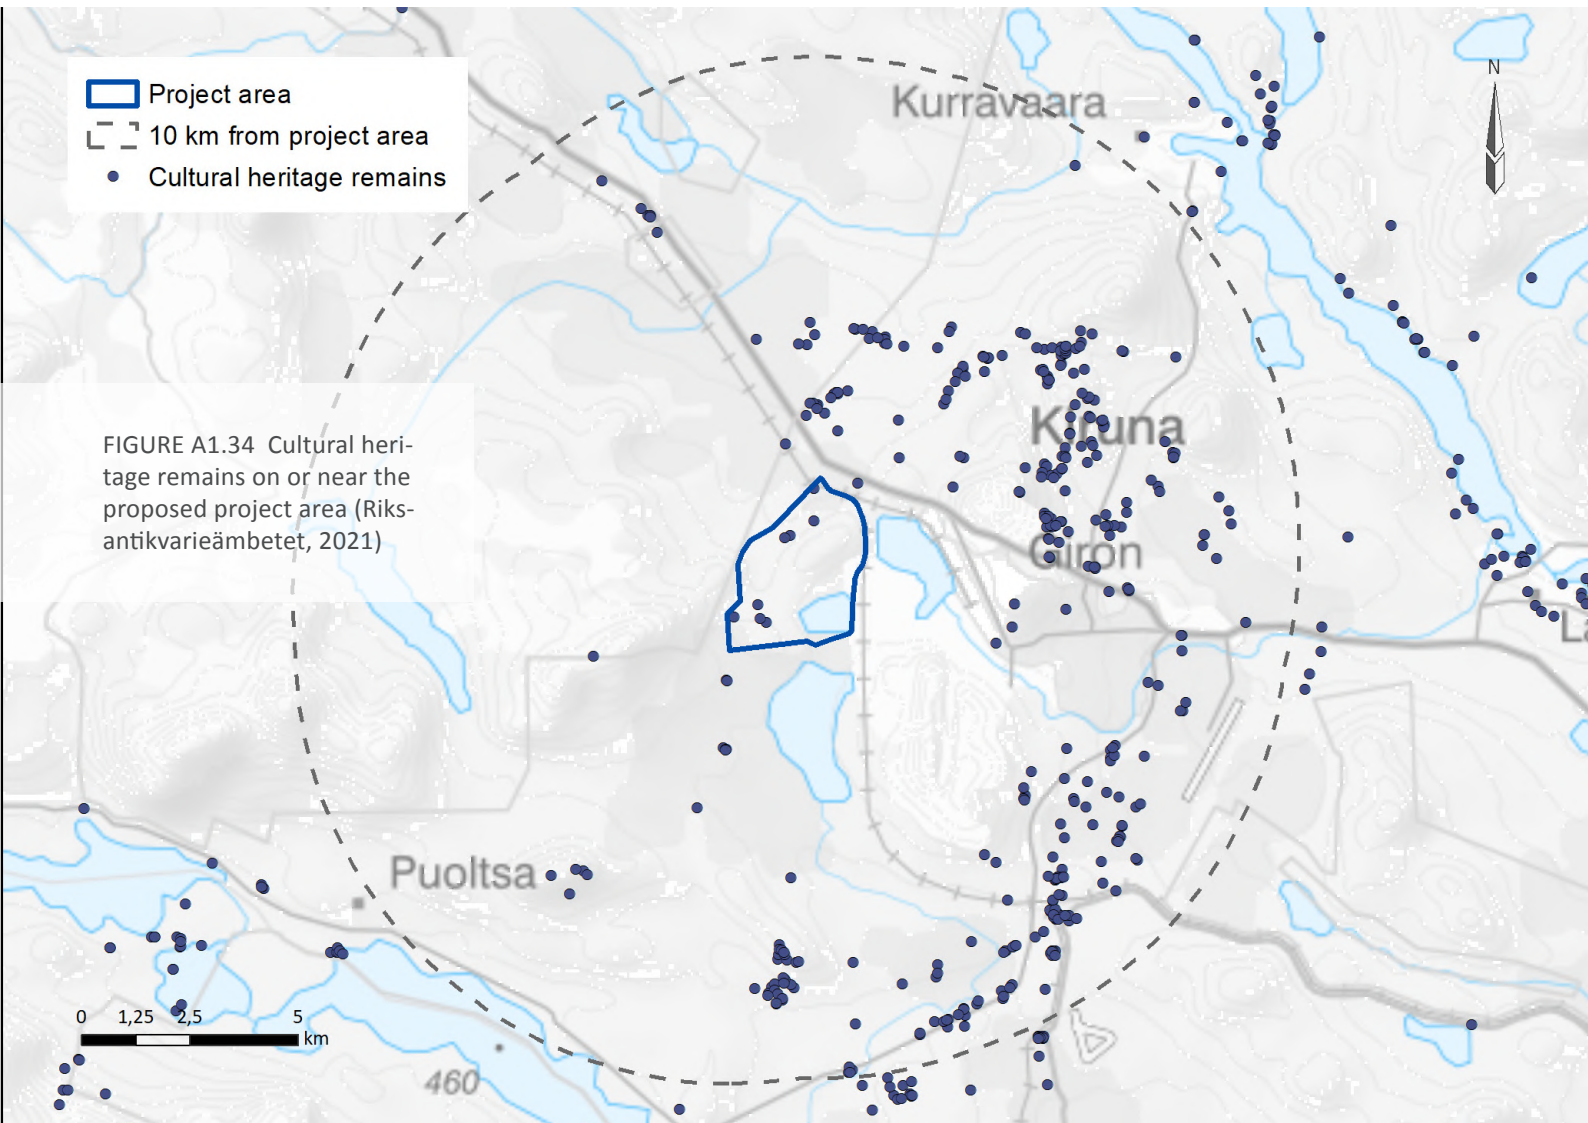 Project area
10 km from project area
Cultural heritage remains
N
Kurravaara
Kiruna
Giron
FIGURE A1.34 Cultural heri-
tage remains on or near the
proposed project area (Riks-
antikvarieämbetet, 2021)
Puoltsa
460
0 1,25 2,5 5
km